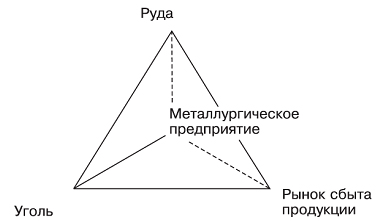 Руда
Металлургическое
предприятие
Уголь
Рынок сбыта
продукции